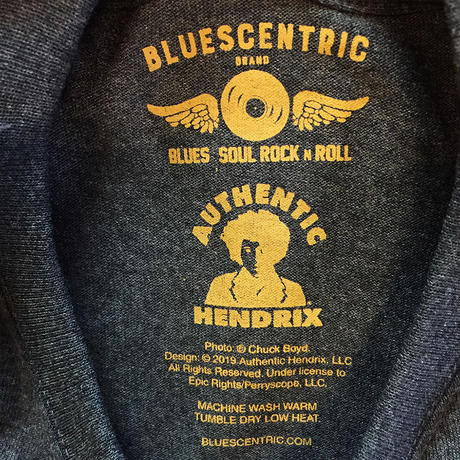 BLUESCENTRIC
BRAND
BLUES SOUL ROCK N ROLL
AUTHENTIC
HENDRIX
Photo: © Chuck Boyd.
Design: © 2019 Authentic Hendrix, LLC
All Rights Reserved. Under license to
Epic Rights/Perryscope, LLC.
MACHINE WASH WARM
TUMBLE DRY LOW HEAT.
BLUESCENTRIC.COM